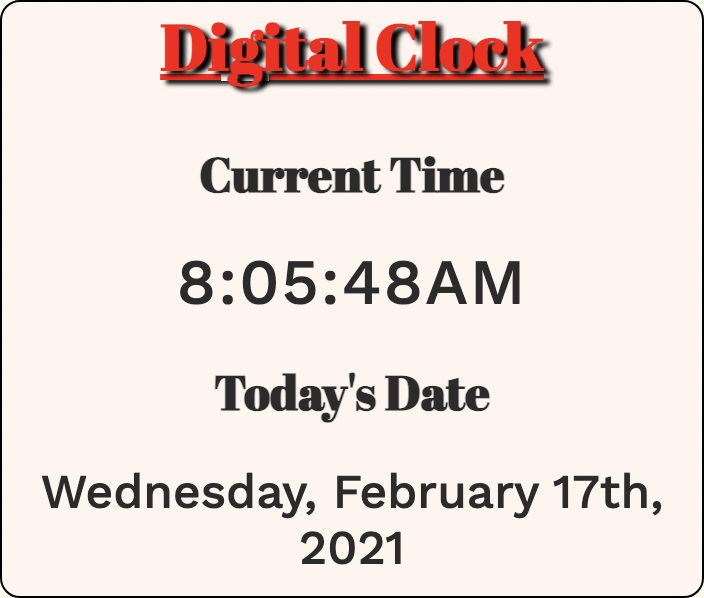 Digital Clock
Current Time
8:05:48AM
Today's Date
Wednesday, February 17th,
2021